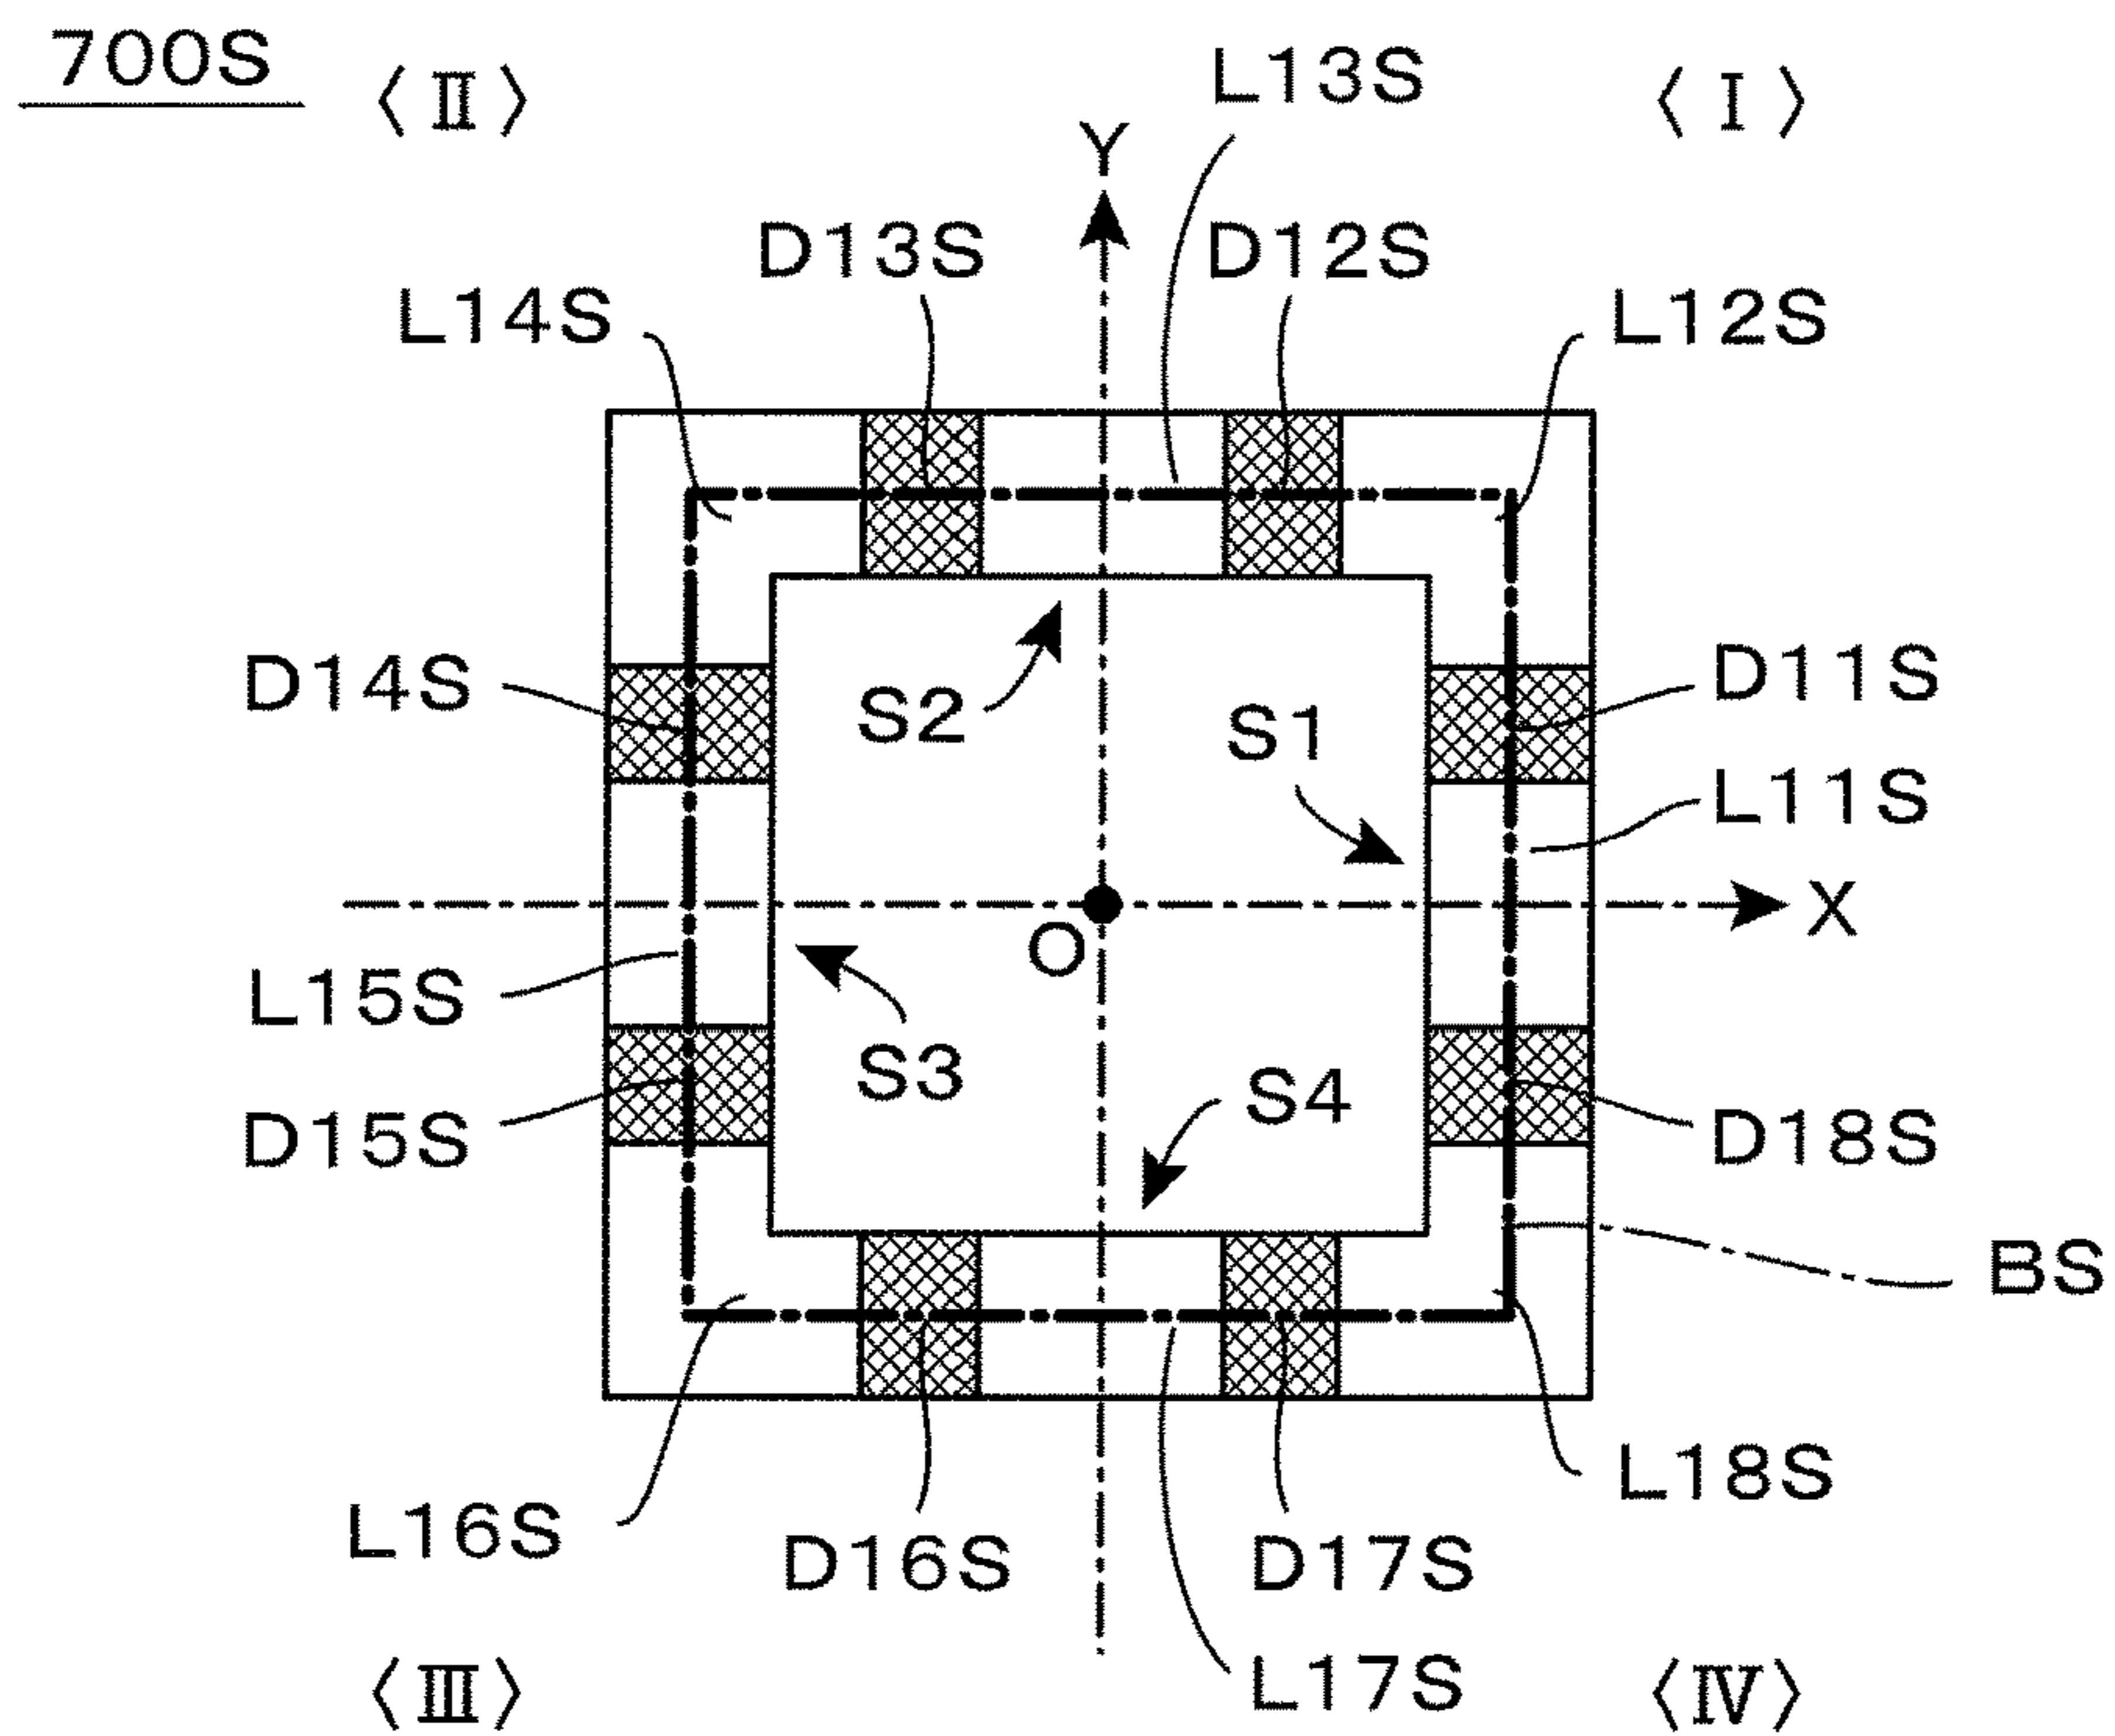 700S
〈Ⅱ〉
L13S
〈Ⅰ〉
Y
D13S
D12S
L14S
L12S
D14S
S2
S1
D11S
L11S
X
O
L15S
S3
S4
D15S
D18S
BS
L16S
D16S
D17S
L18S
〈Ⅲ〉
L17S
〈Ⅳ〉